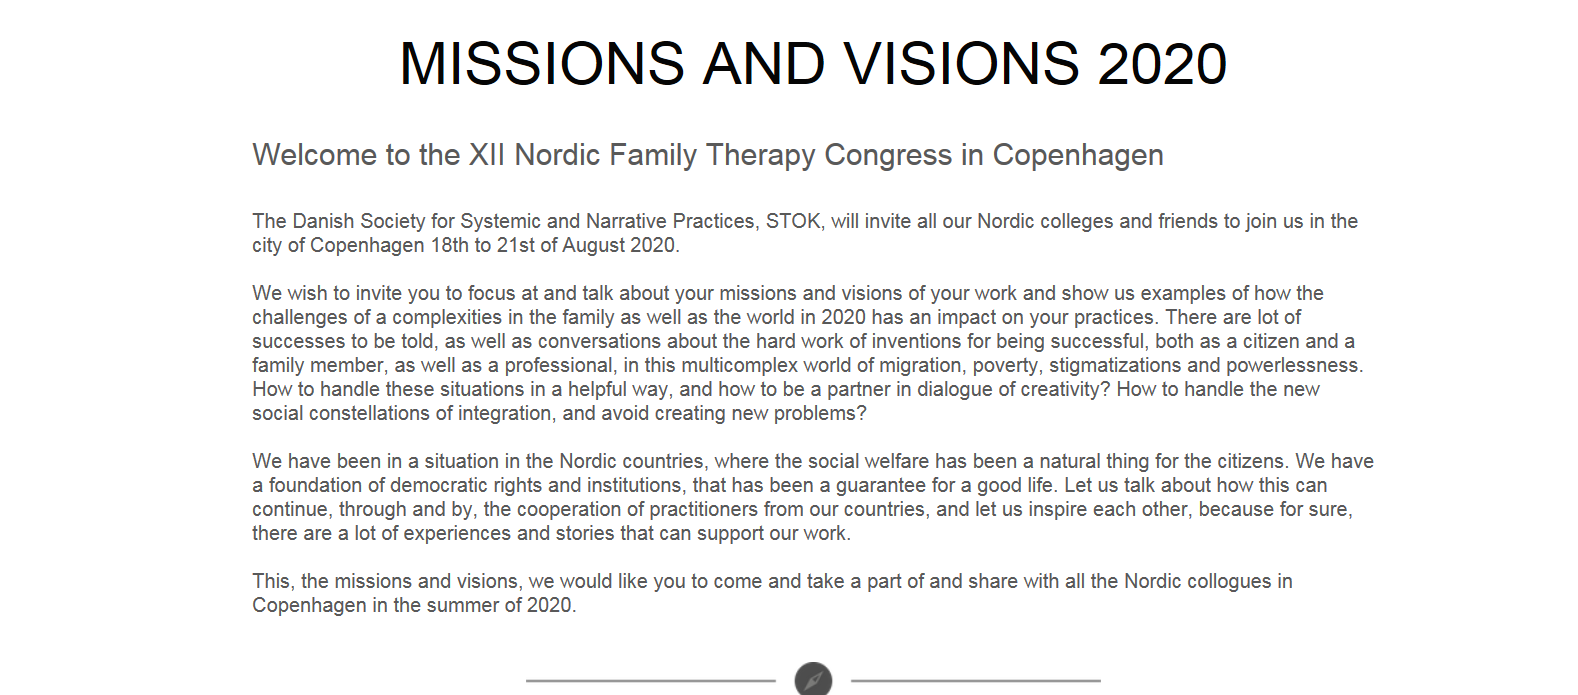 MISSIONS AND VISIONS 2020
Welcome to the XII Nordic Family Therapy Congress in Copenhagen
The Danish Society for Systemic and Narrative Practices, STOK, will invite all our Nordic colleges and friends to join us in the
city of Copenhagen 18th to 21st of August 2020.
We wish to invite you to focus at and talk about your missions and visions of your work and show us examples of how the
challenges of a complexities in the family as well as the world in 2020 has an impact on your practices. There are lot of
successes to be told, as well as conversations about the hard work of inventions for being successful, both as a citizen and a
family member, as well as a professional, in this multicomplex world of migration, poverty, stigmatizations and powerlessness.
How to handle these situations in a helpful way, and how to be a partner in dialogue of creativity? How to handle the new
social constellations of integration, and avoid creating new problems?
We have been in a situation in the Nordic countries, where the social welfare has been a natural thing for the citizens. We have
a foundation of democratic rights and institutions, that has been a guarantee for a good life. Let us talk about how this can
continue, through and by, the cooperation of practitioners from our countries, and let us inspire each other, because for sure,
there are a lot of experiences and stories that can support our work.
This, the missions and visions, we would like you to come and take a part of and share with all the Nordic collogues in
Copenhagen in the summer of 2020.